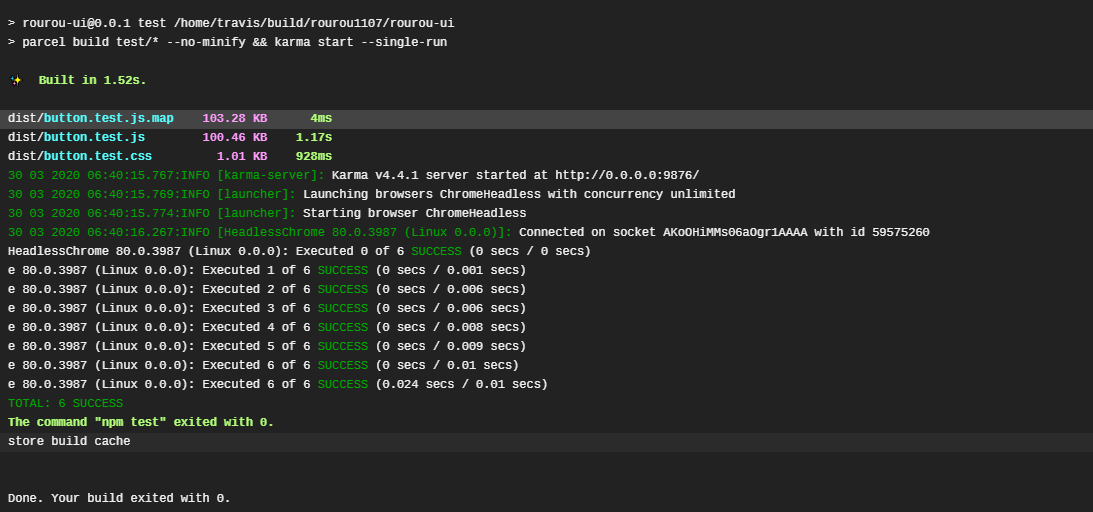 > rourou-ui@0.0.1 test /home/travis/build/rourou1107/rourou-ui
> parcel build test/* --no-minify && karma start --single-run
✨ Built in 1.52s.
dist/button.test.js.map 103.28 KB 4ms
dist/button.test.js 100.46 KB 1.17s
dist/button.test.css 1.01 KB 928ms
30 03 2020 06:40:15.767:INFO [karma-server]: Karma v4.4.1 server started at http://0.0.0.0:9876/
30 03 2020 06:40:15.769:INFO [launcher]: Launching browsers ChromeHeadless with concurrency unlimited
30 03 2020 06:40:15.774:INFO [launcher]: Starting browser ChromeHeadless
30 03 2020 06:40:16.267:INFO [HeadlessChrome 80.0.3987 (Linux 0.0.0)]: Connected on socket AKoOHiMMs06aOgr1AAAA with id 59575260
HeadlessChrome 80.0.3987 (Linux 0.0.0): Executed 0 of 6 SUCCESS (0 secs / 0 secs)
e 80.0.3987 (Linux 0.0.0): Executed 1 of 6 SUCCESS (0 secs / 0.001 secs)
e 80.0.3987 (Linux 0.0.0): Executed 2 of 6 SUCCESS (0 secs / 0.006 secs)
e 80.0.3987 (Linux 0.0.0): Executed 3 of 6 SUCCESS (0 secs / 0.006 secs)
e 80.0.3987 (Linux 0.0.0): Executed 4 of 6 SUCCESS (0 secs / 0.008 secs)
e 80.0.3987 (Linux 0.0.0): Executed 5 of 6 SUCCESS (0 secs / 0.009 secs)
e 80.0.3987 (Linux 0.0.0): Executed 6 of 6 SUCCESS (0 secs / 0.01 secs)
e 80.0.3987 (Linux 0.0.0): Executed 6 of 6 SUCCESS (0.024 secs / 0.01 secs)
TOTAL: 6 SUCCESS
The command "npm test" exited with 0.
store build cache
Done. Your build exited with 0.